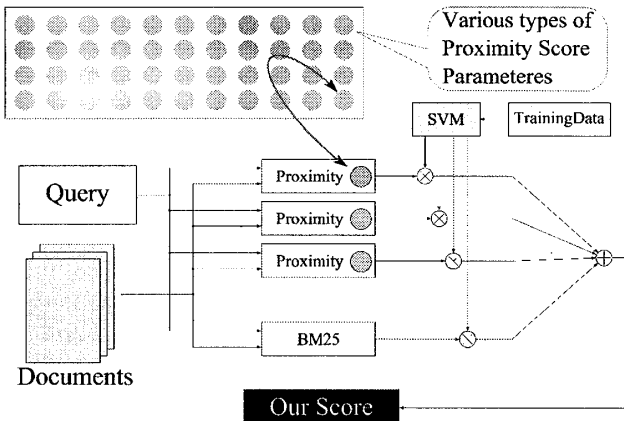 Various types of
Proximity Score
Parameteres
SVM
TrainingData
Query
Proximity
Proximity
Proximity
BM25
Documents
Our Score